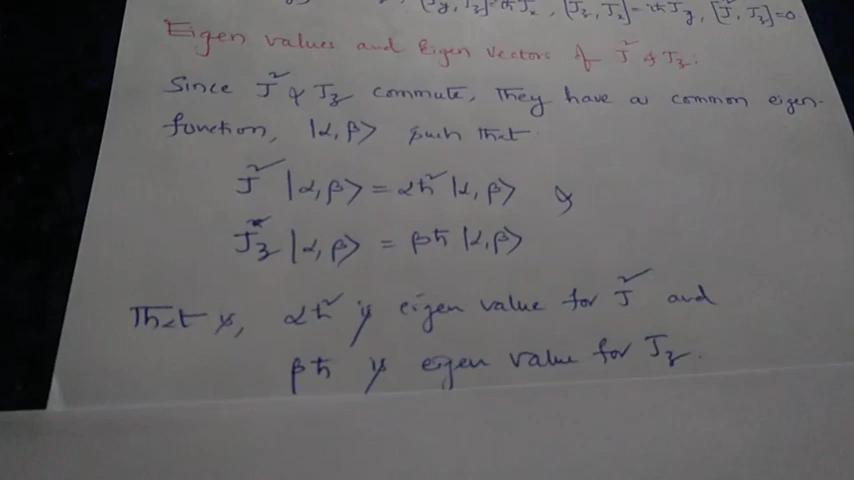 [Jy, Jz] = iħJx, [Jz, Jx] = iħJy, [J², Jz] = 0
Eigen values and Eigen vectors of J² & Jz:
Since J² & Jz commute, They have a common eigen-
function, |α, β> such that
J² |α, β> = αħ² |α, β> &
Jz |α, β> = βħ |α, β>
That is, αħ² is eigen value for J² and
βħ is eigen value for Jz.